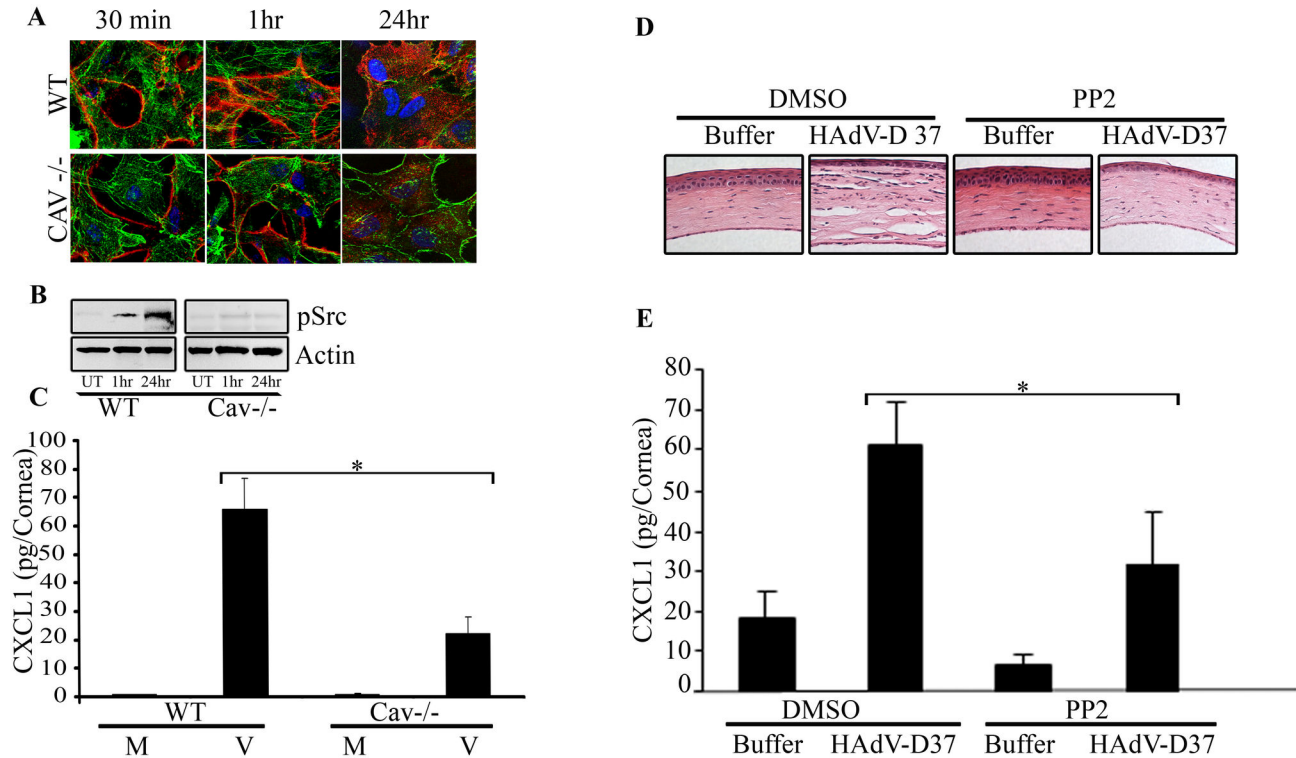 A
30 min 1hr 24hr
WT
CAV -/-
B
pSrc
Actin
UT 1hr 24hr UT 1hr 24hr
WT Cav-/-
C
CXCL1 (pg/Cornea)
100
90
80
70
60
50
40
30
20
10
0
*
WT Cav-/-
M V M V
D
DMSO PP2
Buffer HAdV-D 37 Buffer HAdV-D37
E
CXCL1 (pg/Cornea)
80
70
60
50
40
30
20
10
0
*
DMSO PP2
Buffer HAdV-D37 Buffer HAdV-D37